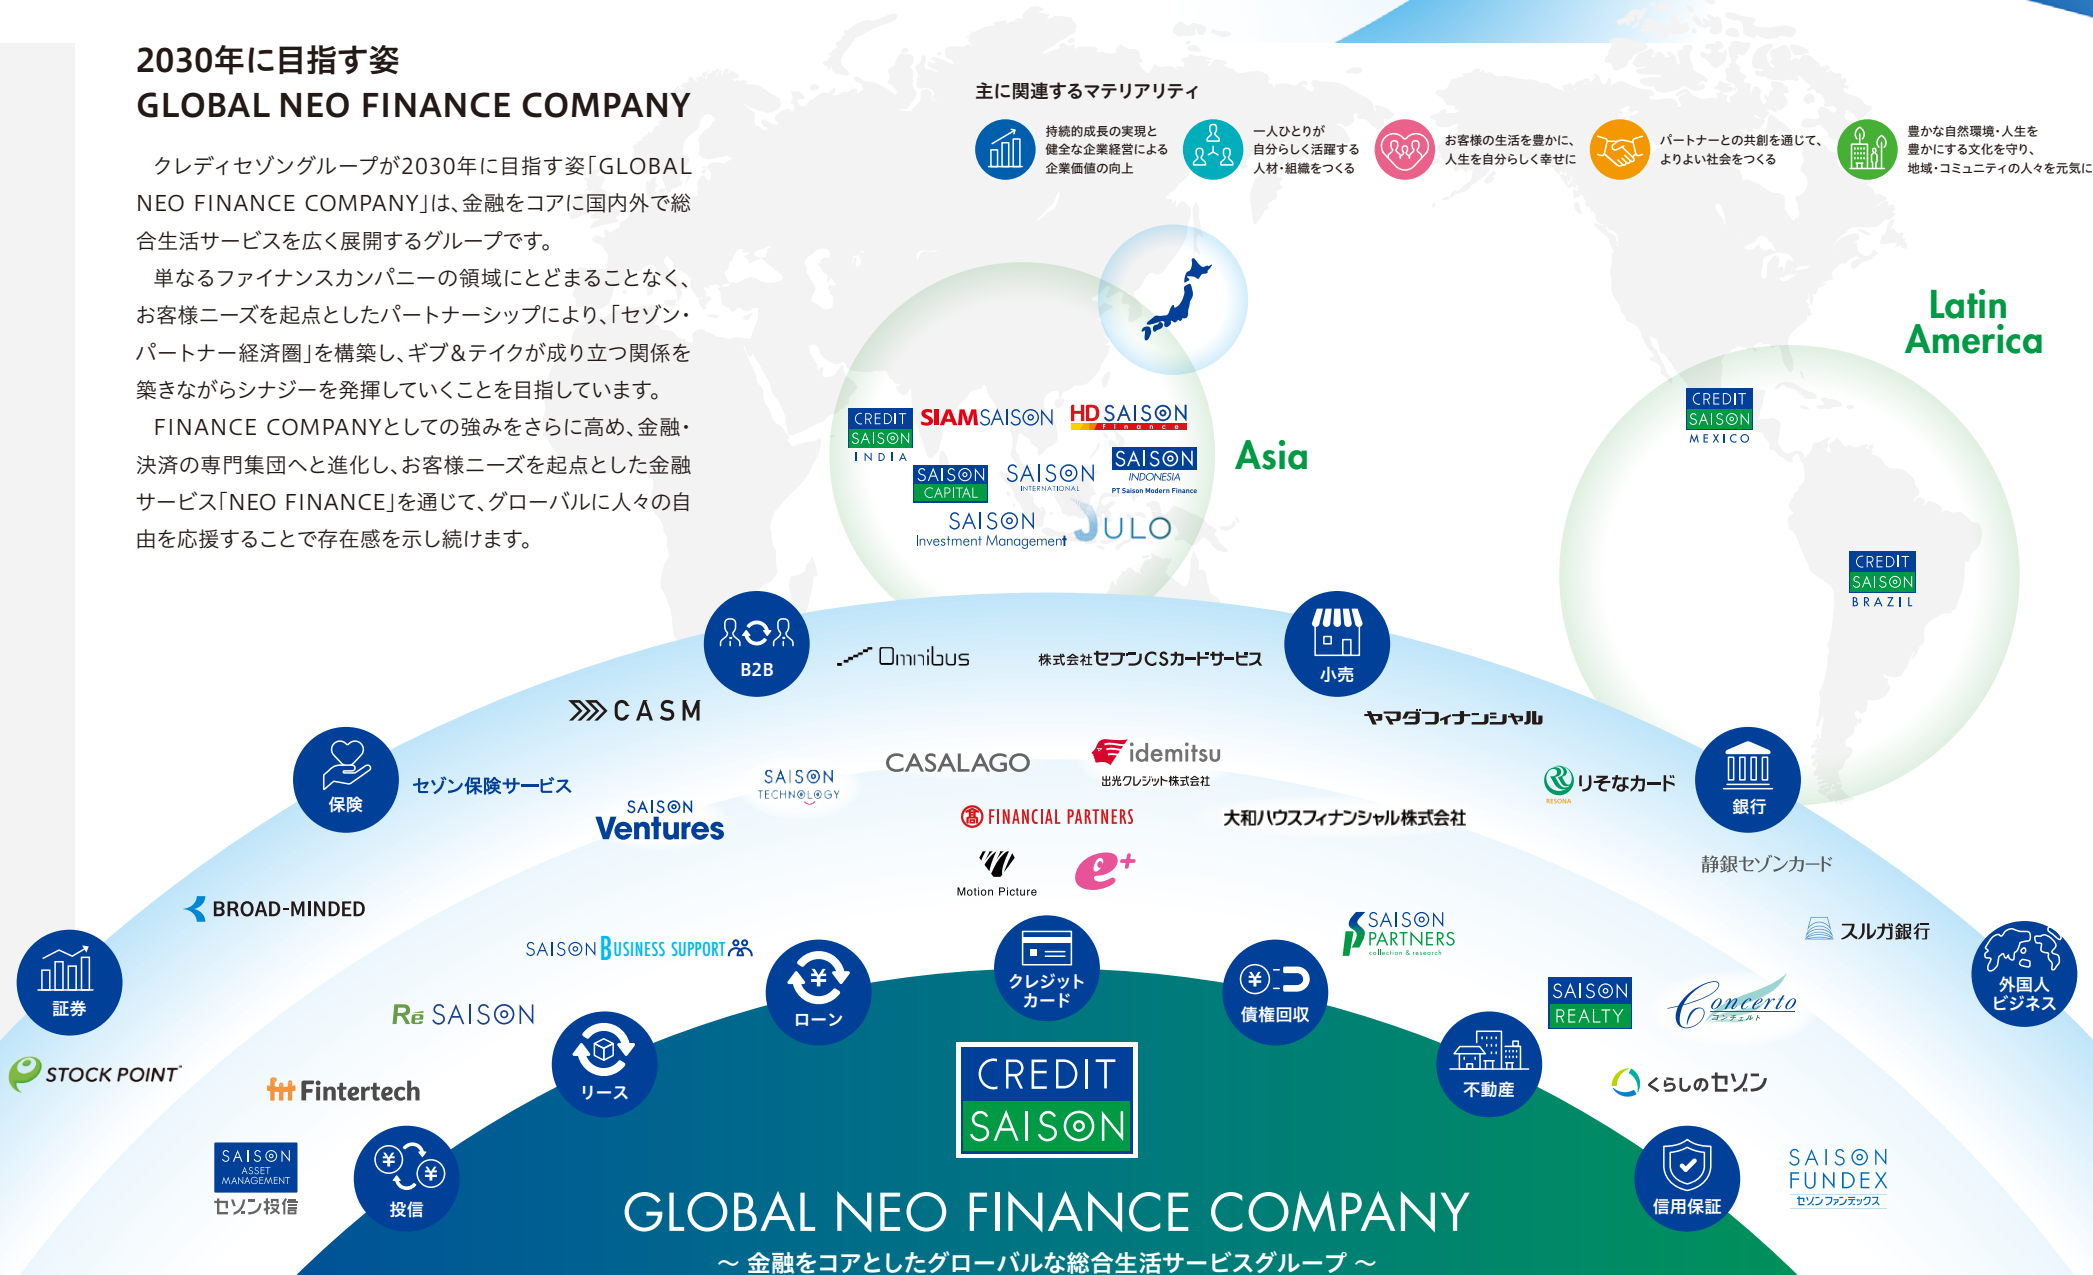 2030年に目指す姿
GLOBAL NEO FINANCE COMPANY
クレディセゾングループが2030年に目指す姿「GLOBAL
NEO FINANCE COMPANY」は、金融をコアに国内外で総
合生活サービスを広く展開するグループです。
単なるファイナンスカンパニーの領域にとどまることなく、
お客様ニーズを起点としたパートナーシップにより、「セゾン・
パートナー経済圏」を構築し、ギブ&テイクが成り立つ関係を
築きながらシナジーを発揮していくことを目指しています。
FINANCE COMPANYとしての強みをさらに高め、金融・
決済の専門集団へと進化し、お客様ニーズを起点とした金融
サービス「NEO FINANCE」を通じて、グローバルに人々の自
由を応援することで存在感を示し続けます。
主に関連するマテリアリティ
持続的成長の実現と
健全な企業経営による
企業価値の向上
一人ひとりが
自分らしく活躍する
人材・組織をつくる
お客様の生活を豊かに、
人生を自分らしく幸せに
パートナーとの共創を通じて、
よりよい社会をつくる
豊かな自然環境・人生を
豊かにする文化を守り、
地域・コミュニティの人々を元気に
Latin
America
Asia
CREDIT
SAISON
INDIA
SIAM SAISON
HD SAISON
Finance
SAISON
CAPITAL
SAISON
INTERNATIONAL
SAISON
INDONESIA
PT Saison Modern Finance
SAISON
Investment Management
JULO
CREDIT
SAISON
MEXICO
CREDIT
SAISON
BRAZIL
B2B
Omnibus
株式会社セブンCSカードサービス
小売
CASM
ヤマダフィナンシャル
保険
セゾン保険サービス
SAISON
TECHNOLOGY
CASALAGO
idemitsu
出光クレジット株式会社
RESONA
りそなカード
銀行
SAISON
Ventures
髙 FINANCIAL PARTNERS
大和ハウスフィナンシャル株式会社
静銀セゾンカード
Motion Picture
e+
BROAD-MINDED
SAISON BUSINESS SUPPORT
SAISON
PARTNERS
collection & research
スルガ銀行
証券
ローン
クレジット
カード
債権回収
外国人
ビジネス
Ré SAISON
リース
不動産
SAISON
REALTY
Concerto
コンチェルト
STOCK POINT
Fintertech
くらしのセゾン
SAISON
ASSET
MANAGEMENT
セゾン投信
投信
CREDIT
SAISON
信用保証
SAISON
FUNDEX
セゾンファンデックス
GLOBAL NEO FINANCE COMPANY
～ 金融をコアとしたグローバルな総合生活サービスグループ ～